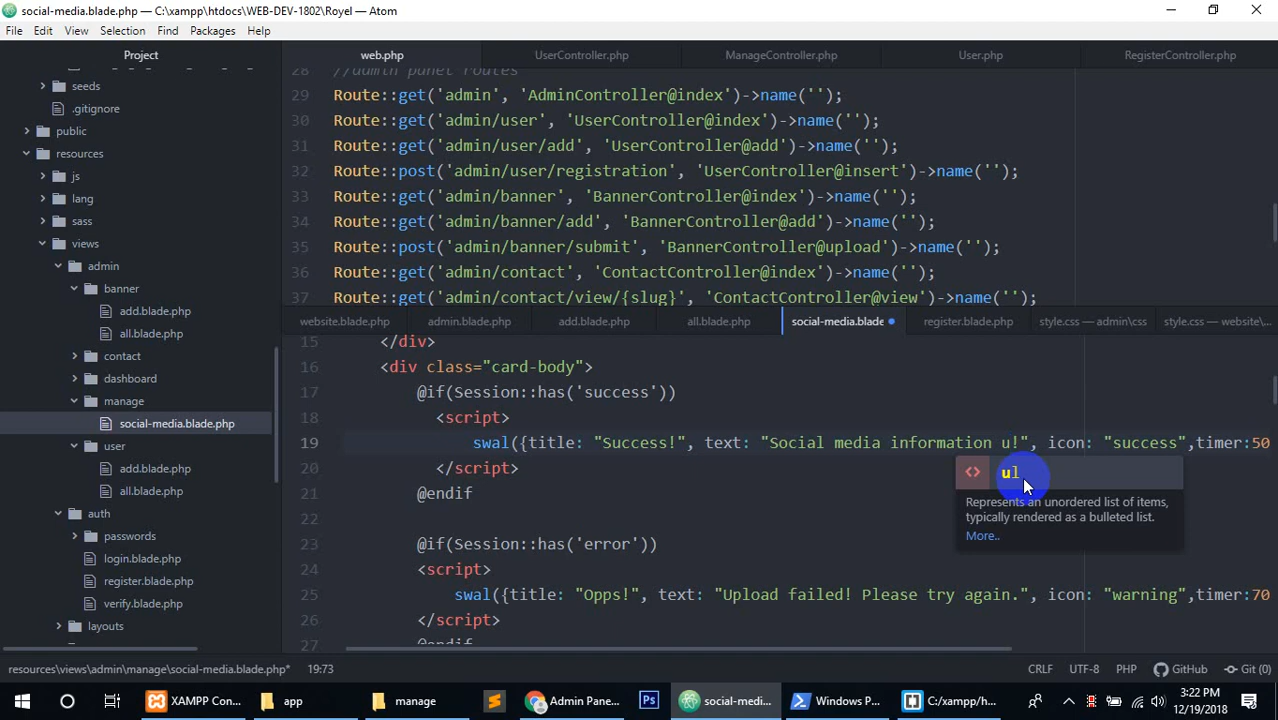 social-media.blade.php — C:\xampp\htdocs\WEB-DEV-1802\Royel — Atom
File Edit View Selection Find Packages Help
Project
seeds
.gitignore
public
resources
js
lang
sass
views
admin
banner
add.blade.php
all.blade.php
contact
dashboard
manage
social-media.blade.php
user
add.blade.php
all.blade.php
auth
passwords
login.blade.php
register.blade.php
verify.blade.php
layouts
web.php UserController.php ManageController.php User.php RegisterController.php
28 //admin panel routes
29 Route::get('admin', 'AdminController@index')->name('');
30 Route::get('admin/user', 'UserController@index')->name('');
31 Route::get('admin/user/add', 'UserController@add')->name('');
32 Route::post('admin/user/registration', 'UserController@insert')->name('');
33 Route::get('admin/banner', 'BannerController@index')->name('');
34 Route::get('admin/banner/add', 'BannerController@add')->name('');
35 Route::post('admin/banner/submit', 'BannerController@upload')->name('');
36 Route::get('admin/contact', 'ContactController@index')->name('');
37 Route::get('admin/contact/view/{slug}', 'ContactController@view')->name('');
website.blade.php admin.blade.php add.blade.php all.blade.php social-media.blade register.blade.php style.css — admin\css style.css — website\...
15 </div>
16 <div class="card-body">
17 @if(Session::has('success'))
18 <script>
19 swal({title: "Success!", text: "Social media information u!", icon: "success",timer:50
20 </script>
21 @endif
22
23 @if(Session::has('error'))
24 <script>
25 swal({title: "Opps!", text: "Upload failed! Please try again.", icon: "warning",timer:70
26 </script>
27 @endif
<> ul
Represents an unordered list of items,
typically rendered as a bulleted list.
More..
resources\views\admin\manage\social-media.blade.php* 19:73 CRLF UTF-8 PHP GitHub Git (0)
XAMPP Con... app manage Ps Admin Pane... social-med... Windows P... C:/xampp/h... 3:22 PM
12/19/2018